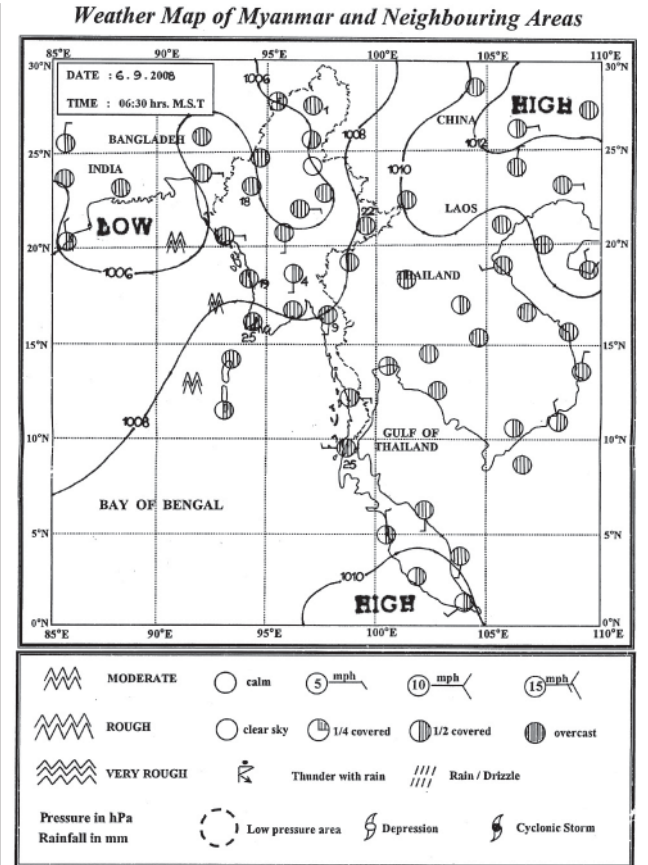 Weather Map of Myanmar and Neighbouring Areas
85°E 90°E 95°E 100°E 105°E 110°E
30°N 30°N
DATE : 6.9.2008
TIME : 06:30 hrs. M.S.T
1006
HIGH
CHINA
BANGLADEH
1008
1012
25°N 25°N
INDIA
1010
18
LAOS
22
LOW
20°N 20°N
1006
THAILAND
19
4
9
25
15°N 15°N
1008
10°N 10°N
GULF OF
THAILAND
25
BAY OF BENGAL
5°N 5°N
1010
HIGH
0°N 0°N
85°E 90°E 95°E 100°E 105°E 110°E
MODERATE calm 5 mph 10 mph 15 mph
ROUGH clear sky 1/4 covered 1/2 covered overcast
VERY ROUGH Thunder with rain Rain / Drizzle
Pressure in hPa
Rainfall in mm
Low pressure area Depression Cyclonic Storm